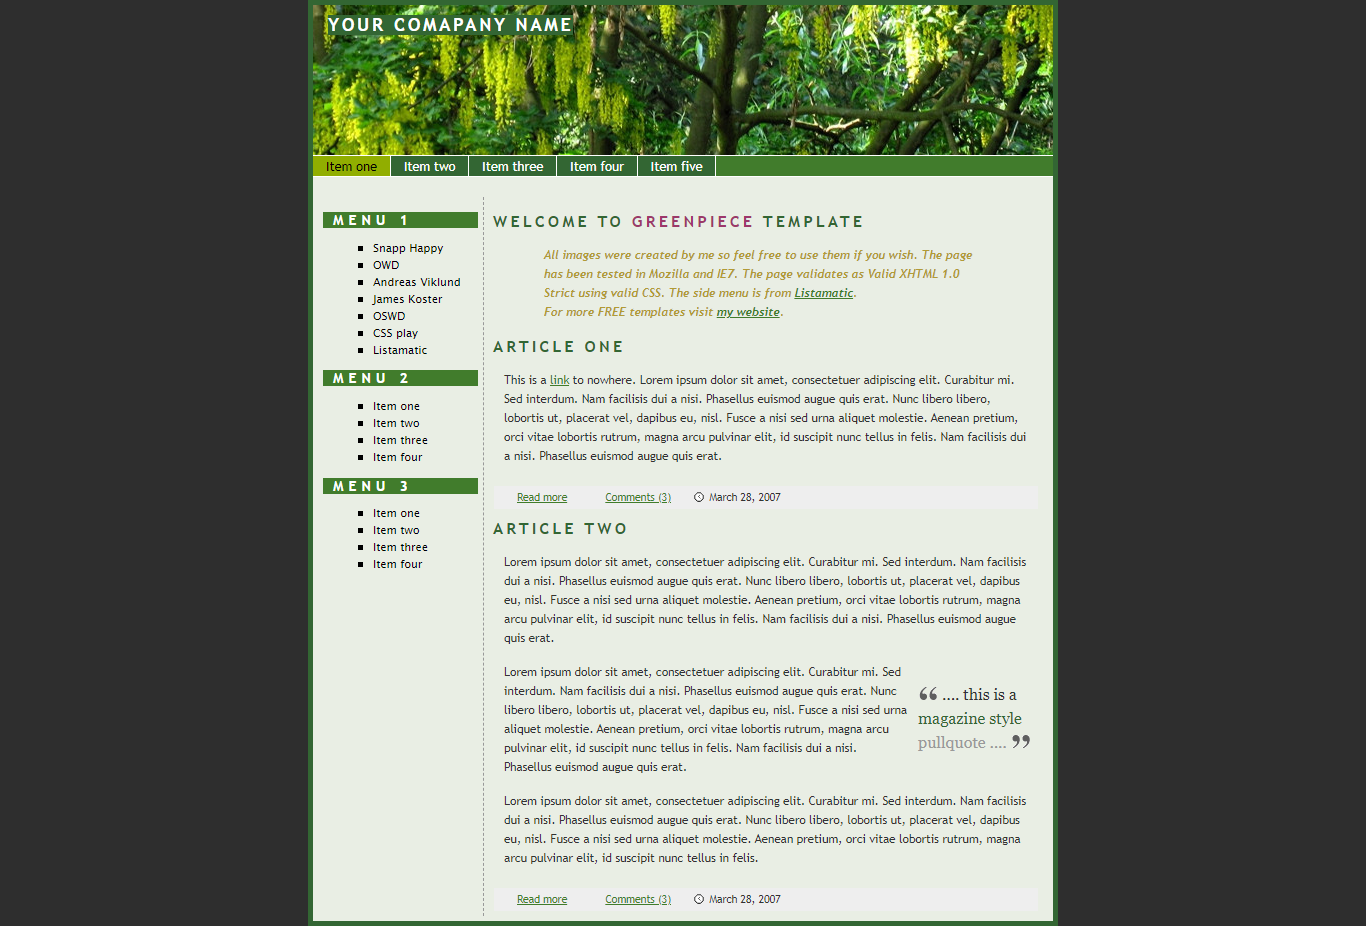 YOUR COMAPANY NAME
Item one
Item two
Item three
Item four
Item five
MENU 1
Snapp Happy
OWD
Andreas Viklund
James Koster
OSWD
CSS play
Listamatic
MENU 2
Item one
Item two
Item three
Item four
MENU 3
Item one
Item two
Item three
Item four
WELCOME TO GREENPIECE TEMPLATE
All images were created by me so feel free to use them if you wish. The page
has been tested in Mozilla and IE7. The page validates as Valid XHTML 1.0
Strict using valid CSS. The side menu is from Listamatic.
For more FREE templates visit my website.
ARTICLE ONE
This is a link to nowhere. Lorem ipsum dolor sit amet, consectetuer adipiscing elit. Curabitur mi.
Sed interdum. Nam facilisis dui a nisi. Phasellus euismod augue quis erat. Nunc libero libero,
lobortis ut, placerat vel, dapibus eu, nisl. Fusce a nisi sed urna aliquet molestie. Aenean pretium,
orci vitae lobortis rutrum, magna arcu pulvinar elit, id suscipit nunc tellus in felis. Nam facilisis dui
a nisi. Phasellus euismod augue quis erat.
Read more Comments (3) March 28, 2007
ARTICLE TWO
Lorem ipsum dolor sit amet, consectetuer adipiscing elit. Curabitur mi. Sed interdum. Nam facilisis
dui a nisi. Phasellus euismod augue quis erat. Nunc libero libero, lobortis ut, placerat vel, dapibus
eu, nisl. Fusce a nisi sed urna aliquet molestie. Aenean pretium, orci vitae lobortis rutrum, magna
arcu pulvinar elit, id suscipit nunc tellus in felis. Nam facilisis dui a nisi. Phasellus euismod augue
quis erat.
Lorem ipsum dolor sit amet, consectetuer adipiscing elit. Curabitur mi. Sed
interdum. Nam facilisis dui a nisi. Phasellus euismod augue quis erat. Nunc
libero libero, lobortis ut, placerat vel, dapibus eu, nisl. Fusce a nisi sed urna
aliquet molestie. Aenean pretium, orci vitae lobortis rutrum, magna arcu
pulvinar elit, id suscipit nunc tellus in felis. Nam facilisis dui a nisi.
Phasellus euismod augue quis erat.
“ .... this is a
magazine style
pullquote .... ”
Lorem ipsum dolor sit amet, consectetuer adipiscing elit. Curabitur mi. Sed interdum. Nam facilisis
dui a nisi. Phasellus euismod augue quis erat. Nunc libero libero, lobortis ut, placerat vel, dapibus
eu, nisl. Fusce a nisi sed urna aliquet molestie. Aenean pretium, orci vitae lobortis rutrum, magna
arcu pulvinar elit, id suscipit nunc tellus in felis.
Read more Comments (3) March 28, 2007